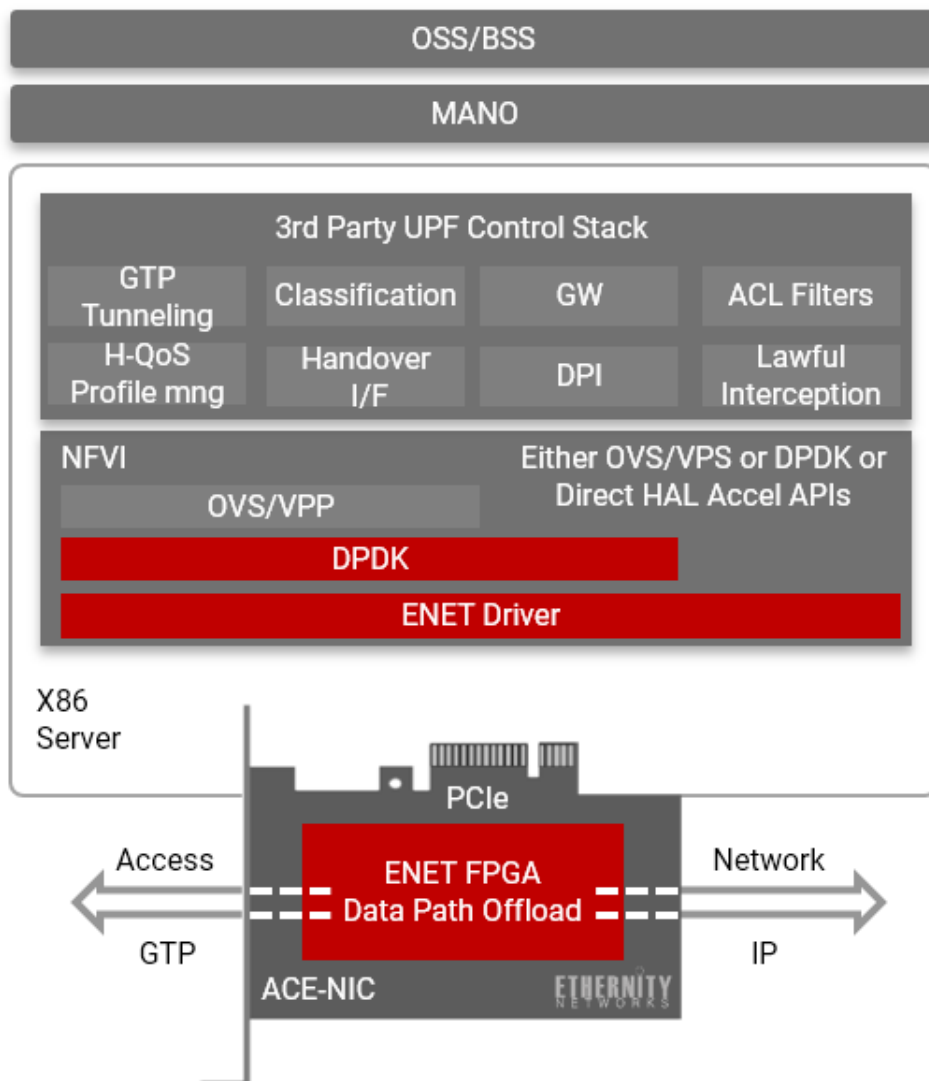 OSS/BSS
MANO
3rd Party UPF Control Stack
GTP
Tunneling
Classification
GW
ACL Filters
H-QoS
Profile mng
Handover
I/F
DPI
Lawful
Interception
NFVI
Either OVS/VPS or DPDK or
Direct HAL Accel APIs
OVS/VPP
DPDK
ENET Driver
X86
Server
PCIe
Access
GTP
ENET FPGA
Data Path Offload
Network
IP
ACE-NIC
ETHERNITY
NETWORKS